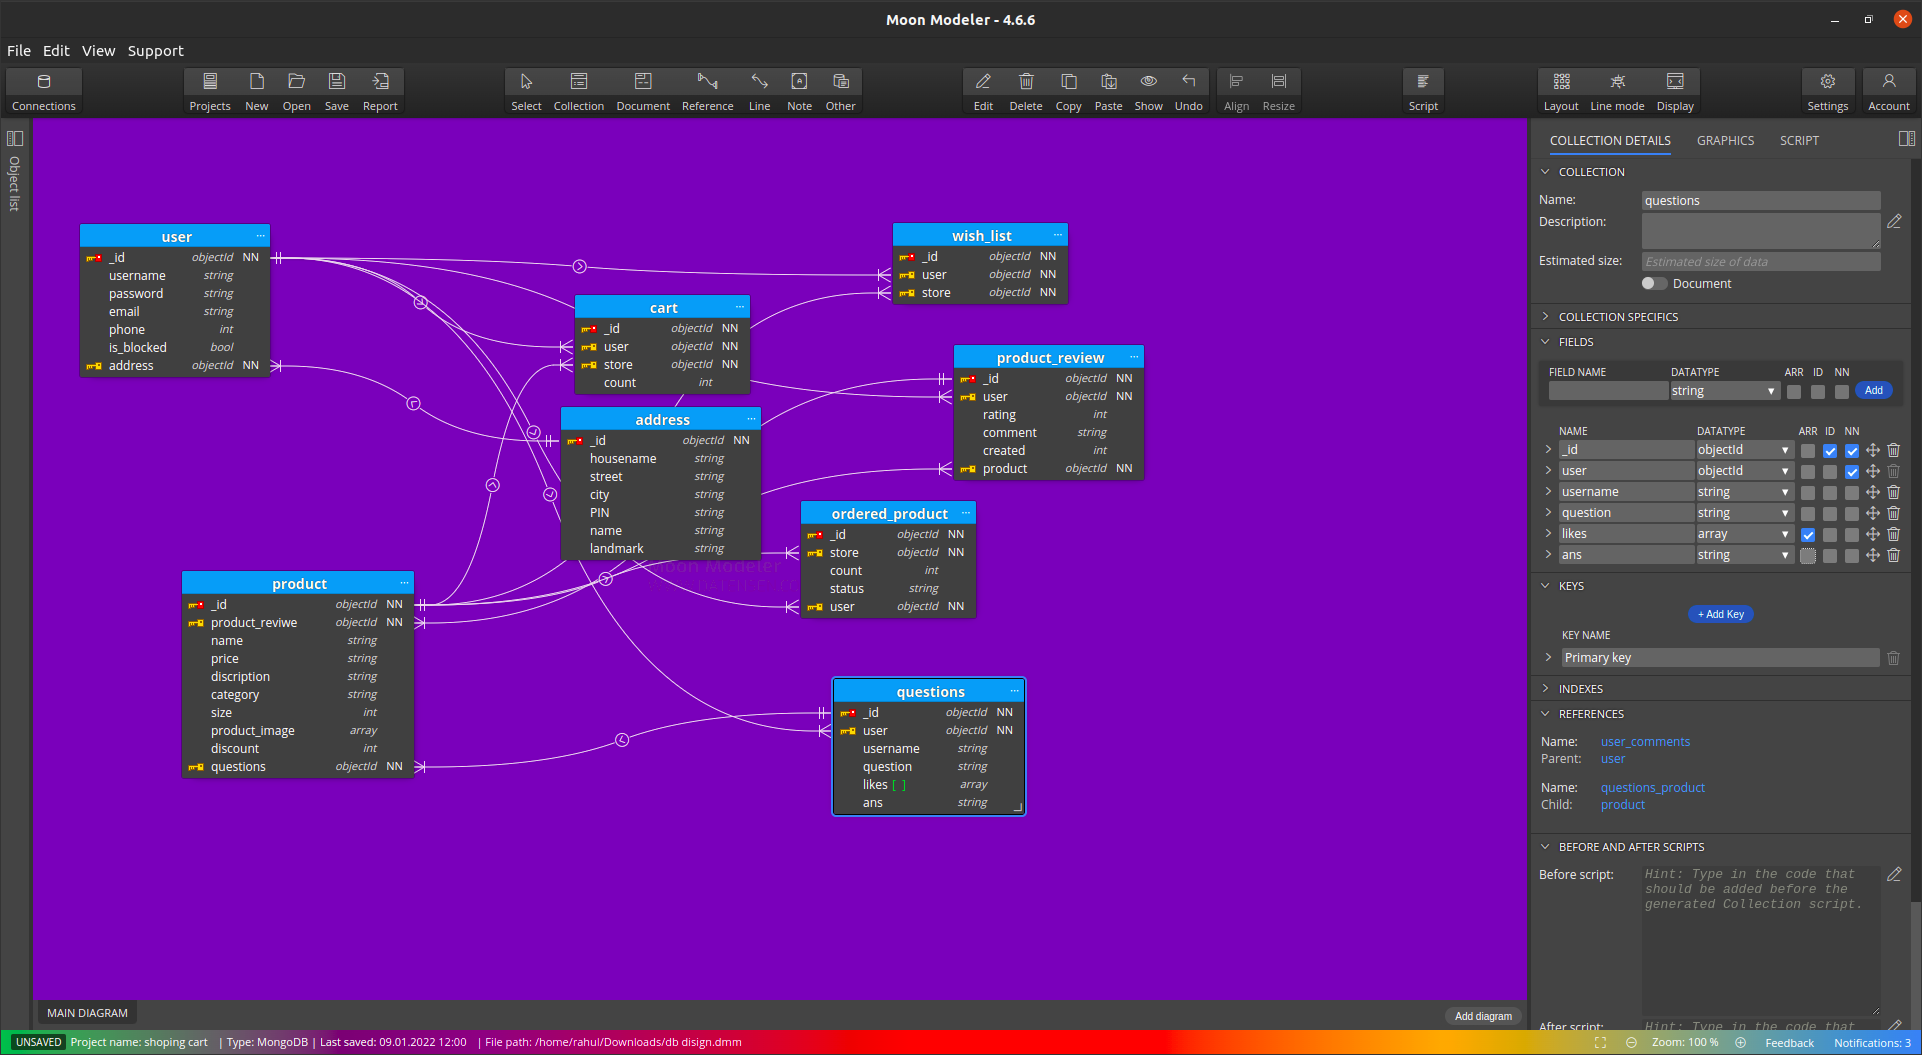 Moon Modeler - 4.6.6
File Edit View Support
Connections Projects New Open Save Report Select Collection Document Reference Line Note Other Edit Delete Copy Paste Show Undo Align Resize Script Layout Line mode Display Settings Account
Object list
user
_id objectId NN
username string
password string
email string
phone int
is_blocked bool
address objectId NN
cart
_id objectId NN
user objectId NN
store objectId NN
count int
wish_list
_id objectId NN
user objectId NN
store objectId NN
product_review
_id objectId NN
user objectId NN
rating int
comment string
created int
product objectId NN
address
_id objectId NN
housename string
street string
city string
PIN string
name string
landmark string
ordered_product
_id objectId NN
store objectId NN
count int
status string
user objectId NN
Moon Modeler
product
_id objectId NN
product_reviwe objectId NN
name string
price string
discription string
category string
size int
product_image array
discount int
questions objectId NN
questions
_id objectId NN
user objectId NN
username string
question string
likes [ ] array
ans string
COLLECTION DETAILS GRAPHICS SCRIPT
COLLECTION
Name: questions
Description:
Estimated size: Estimated size of data
Document
COLLECTION SPECIFICS
FIELDS
FIELD NAME DATATYPE ARR ID NN
string Add
NAME DATATYPE ARR ID NN
_id objectId
user objectId
username string
question string
likes array
ans string
KEYS
+ Add Key
KEY NAME
Primary key
INDEXES
REFERENCES
Name: user_comments
Parent: user
Name: questions_product
Child: product
BEFORE AND AFTER SCRIPTS
Before script: Hint: Type in the code that
should be added before the
generated Collection script.
After script: Hint: Type in the code that
MAIN DIAGRAM
Add diagram
UNSAVED Project name: shoping cart | Type: MongoDB | Last saved: 09.01.2022 12:00 | File path: /home/rahul/Downloads/db disign.dmm Zoom: 100 % Feedback Notifications: 3